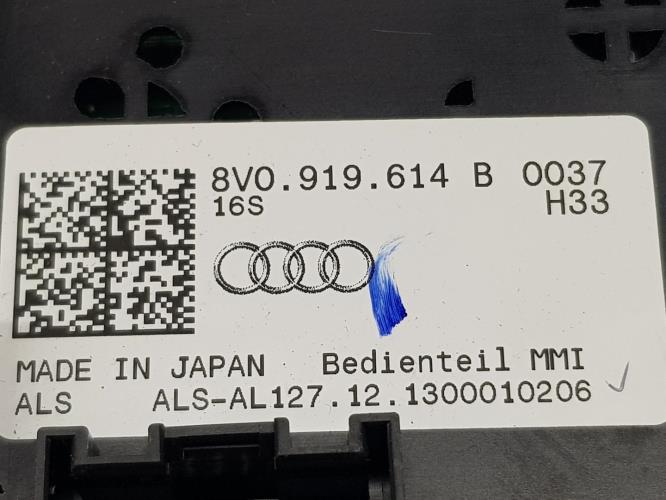 8V0.919.614 B 0037
16S H33
MADE IN JAPAN Bedienteil MMI
ALS ALS-AL127.12.1300010206